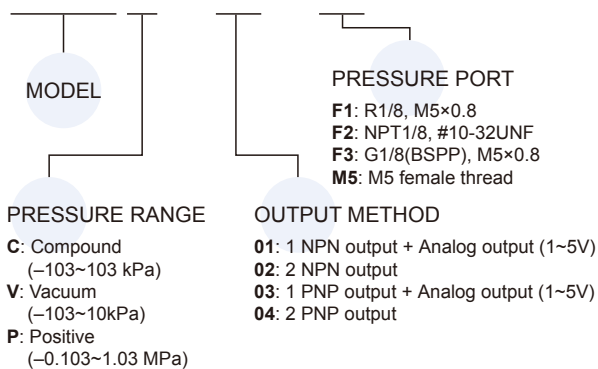 MODEL
PRESSURE PORT
F1: R1/8, M5×0.8
F2: NPT1/8, #10-32UNF
F3: G1/8(BSPP), M5×0.8
M5: M5 female thread
PRESSURE RANGE
C: Compound
(–103~103 kPa)
V: Vacuum
(–103~10kPa)
P: Positive
(–0.103~1.03 MPa)
OUTPUT METHOD
01: 1 NPN output + Analog output (1~5V)
02: 2 NPN output
03: 1 PNP output + Analog output (1~5V)
04: 2 PNP output